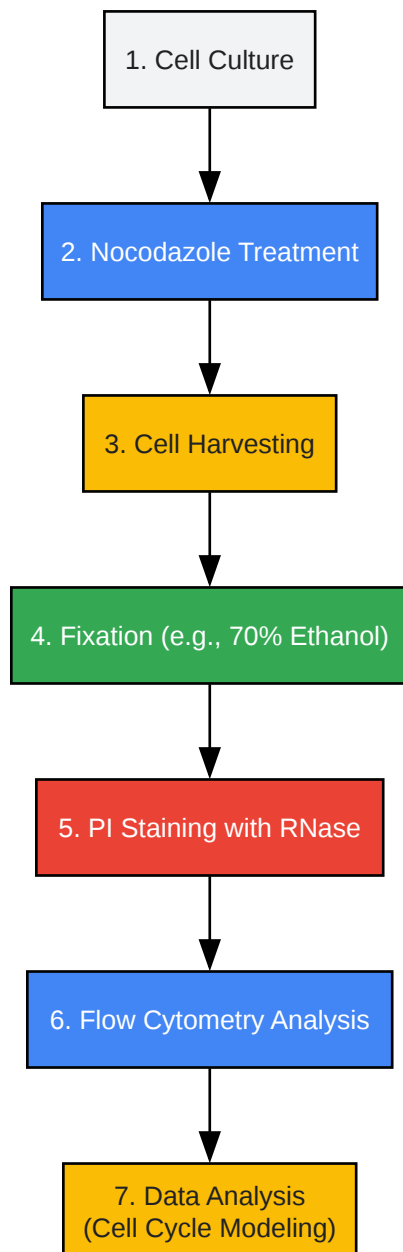 1. Cell Culture
2. Nocodazole Treatment
3. Cell Harvesting
4. Fixation (e.g., 70% Ethanol)
5. PI Staining with RNase
6. Flow Cytometry Analysis
7. Data Analysis
(Cell Cycle Modeling)